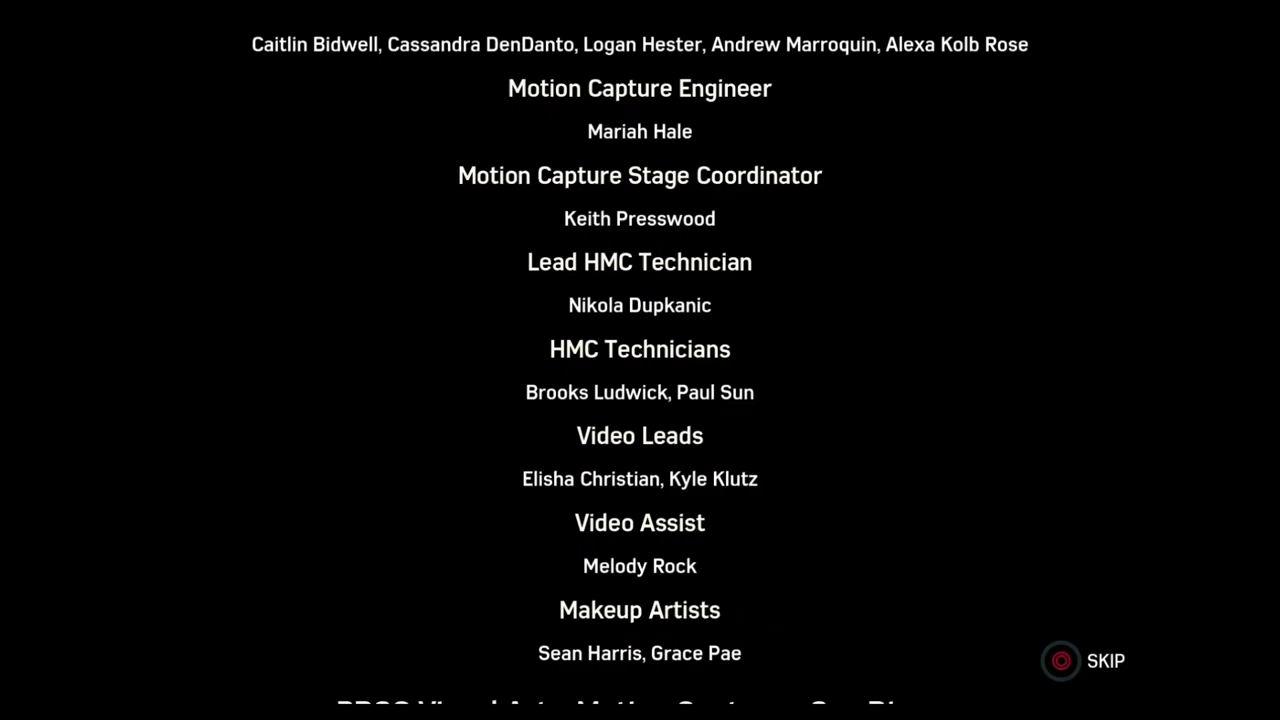 Caitlin Bidwell, Cassandra DenDanto, Logan Hester, Andrew Marroquin, Alexa Kolb Rose
Motion Capture Engineer
Mariah Hale
Motion Capture Stage Coordinator
Keith Presswood
Lead HMC Technician
Nikola Dupkanic
HMC Technicians
Brooks Ludwick, Paul Sun
Video Leads
Elisha Christian, Kyle Klutz
Video Assist
Melody Rock
Makeup Artists
Sean Harris, Grace Pae
SKIP